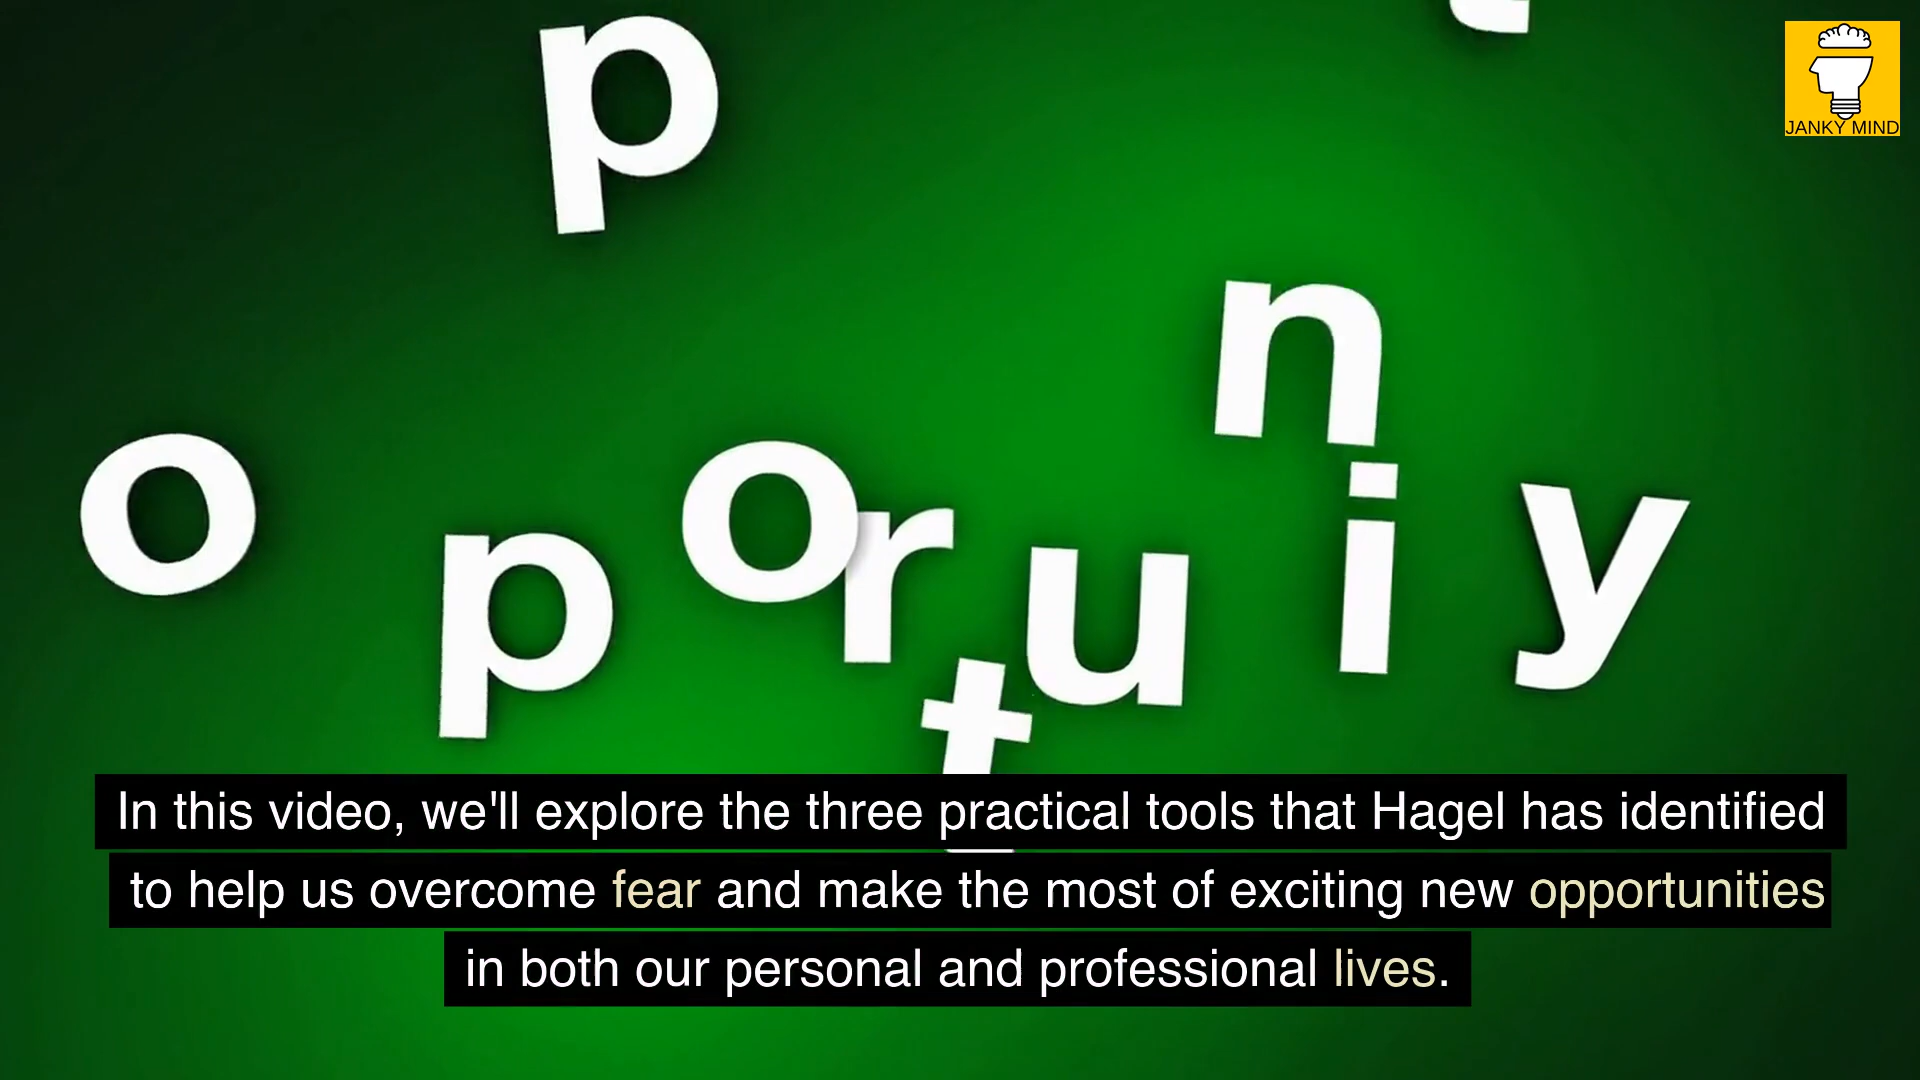 opportunity
JANKY MIND
In this video, we'll explore the three practical tools that Hagel has identified
to help us overcome fear and make the most of exciting new opportunities
in both our personal and professional lives.